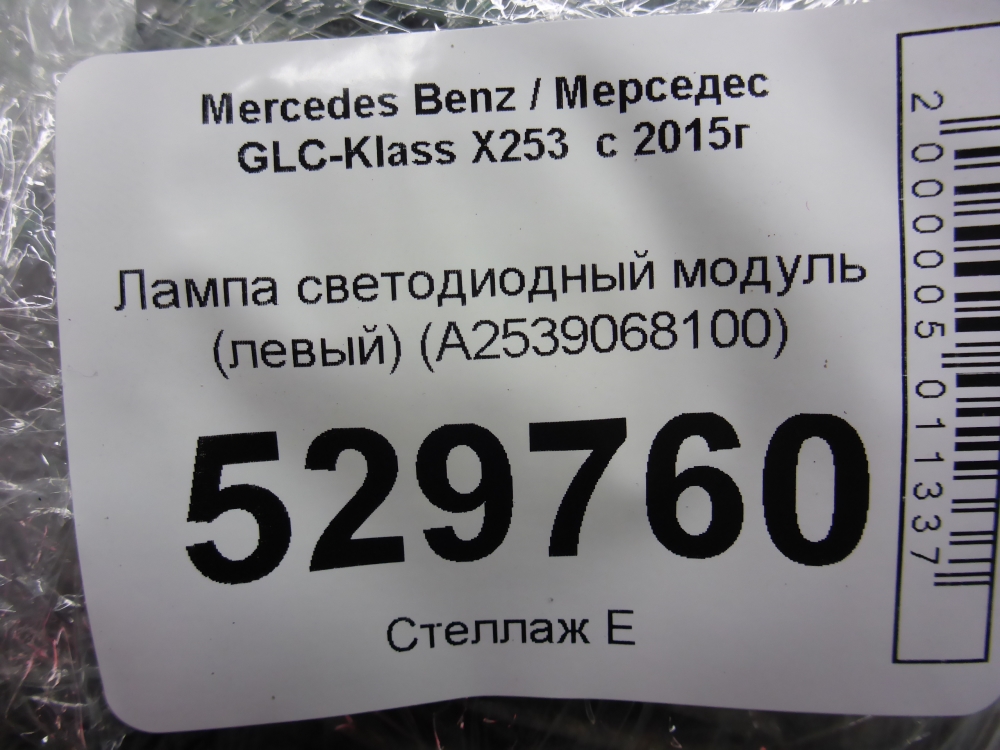 Mercedes Benz / Мерседес
GLC-Klass X253 с 2015г
Лампа светодиодный модуль
(левый) (A2539068100)
529760
Стеллаж Е
2000005011337